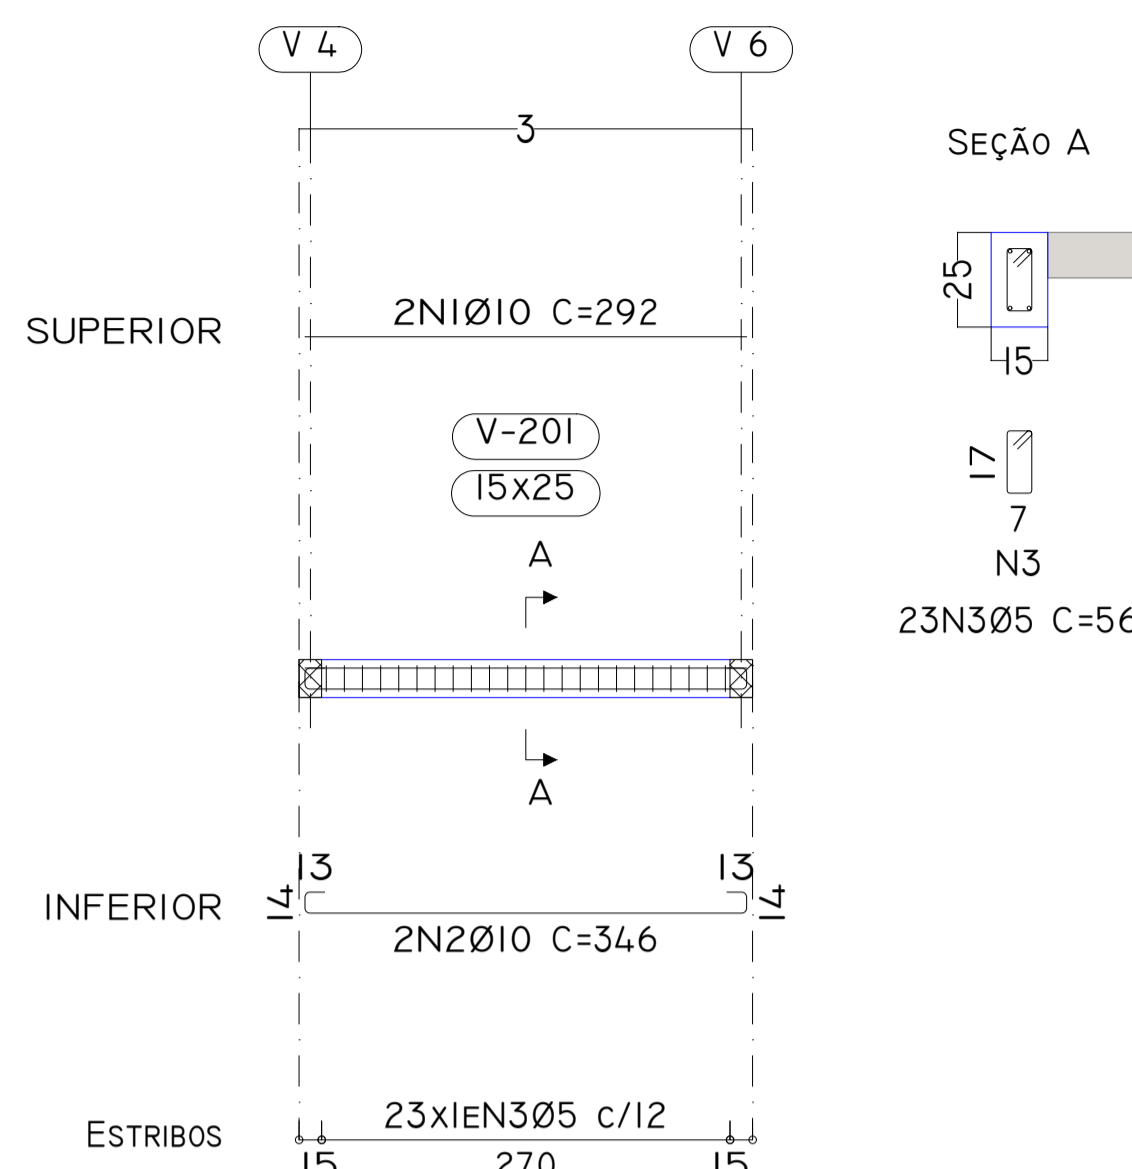 V 4
V 6
3
SEÇÃO A
25
15
SUPERIOR
2N1Ø10 C=292
V-201
15x25
A
17
7
N3
23N3Ø5 C=56
A
13
13
14
14
INFERIOR
2N2Ø10 C=346
23x1EN3Ø5 c/12
ESTRIBOS
15
270
15